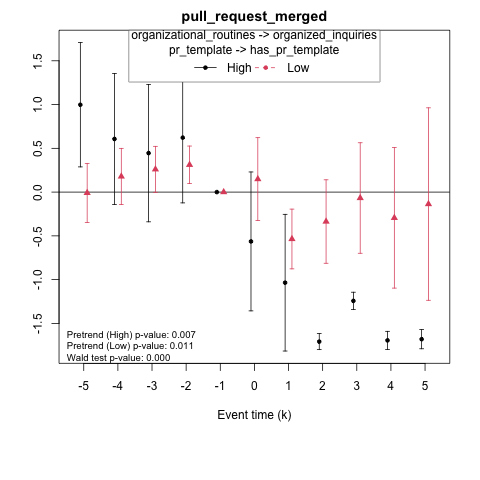 pull_request_merged
organizational_routines -> organized_inquiries
pr_template -> has_pr_template
High Low
1.5
1.0
0.5
0.0
-0.5
-1.0
-1.5
Pretrend (High) p-value: 0.007
Pretrend (Low) p-value: 0.011
Wald test p-value: 0.000
-5 -4 -3 -2 -1 0 1 2 3 4 5
Event time (k)